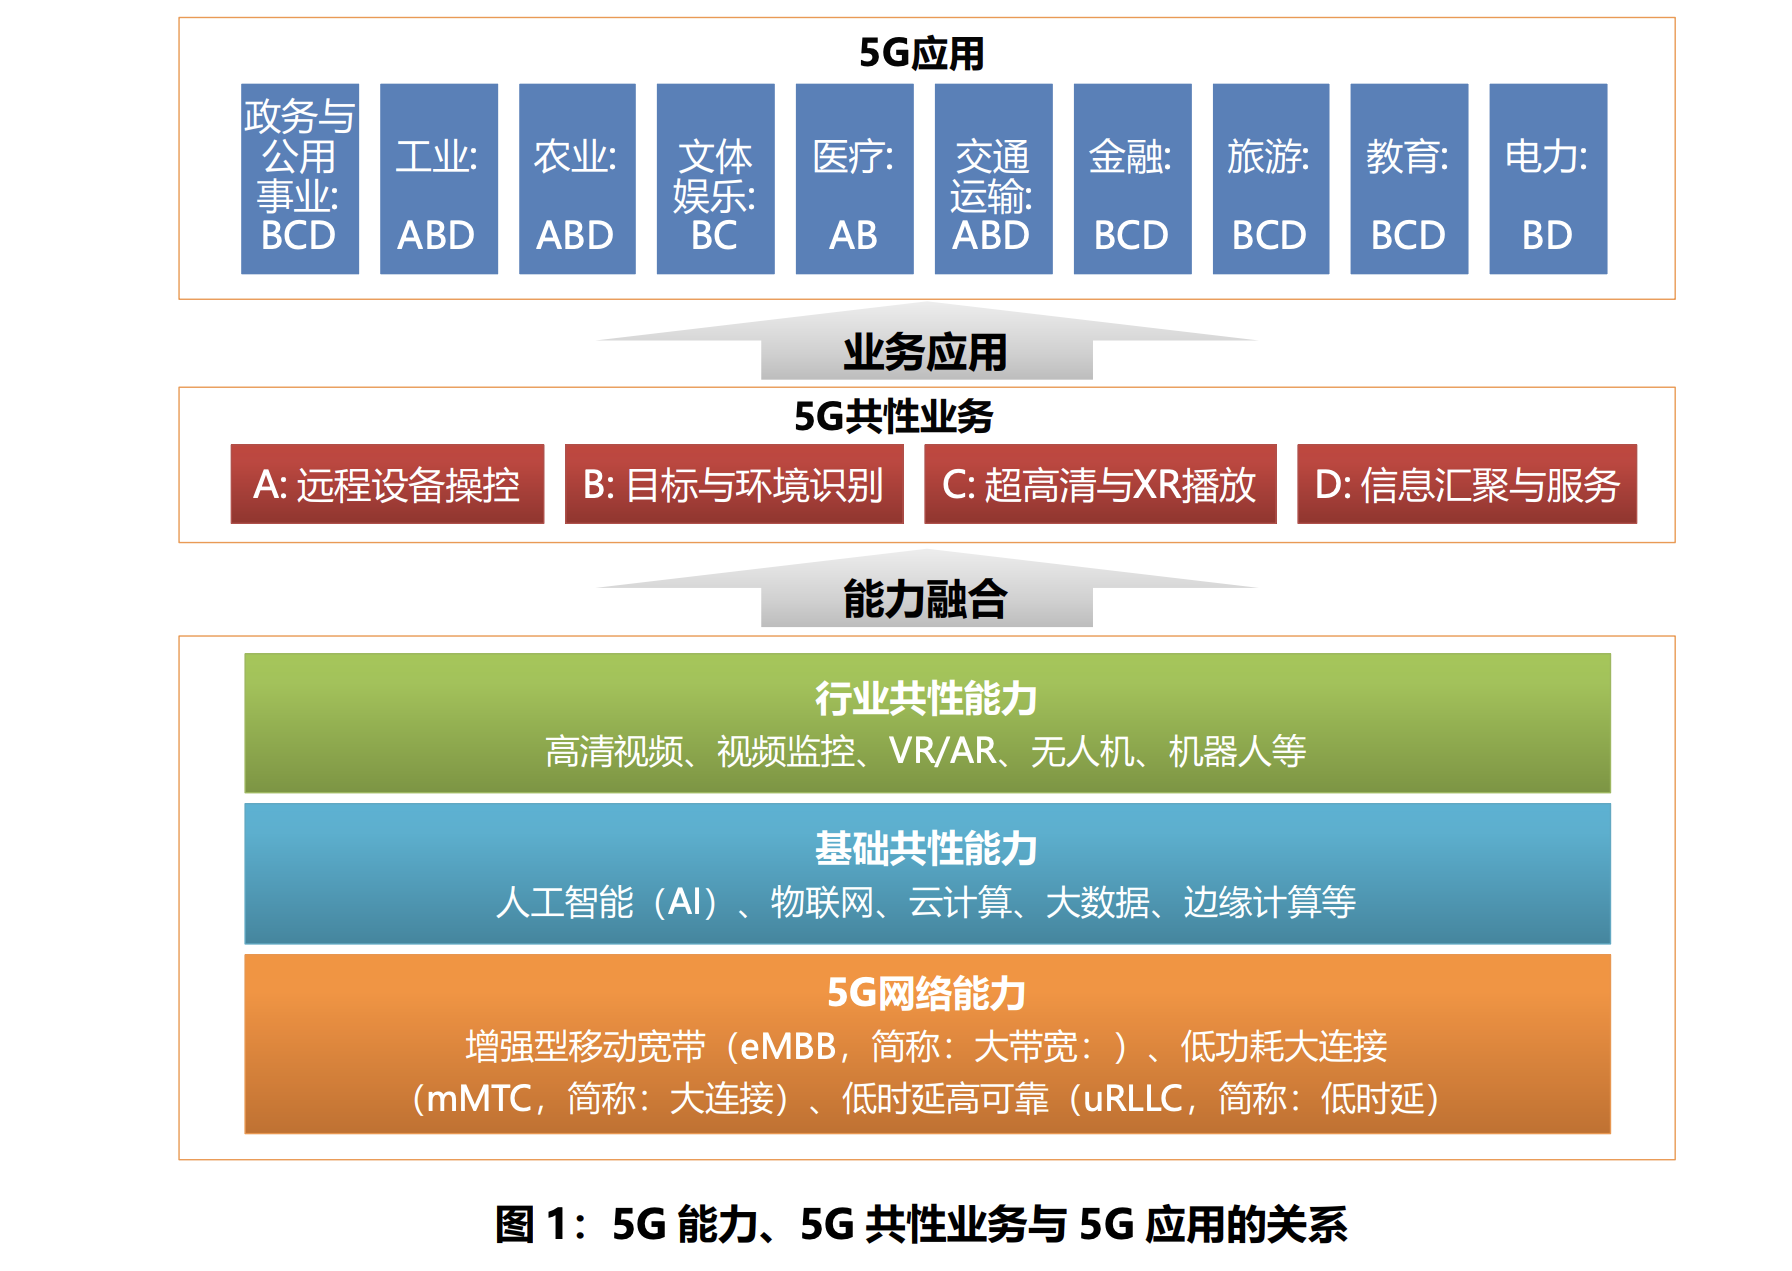 5G应用
政务与
公用
事业:
BCD
工业:
ABD
农业:
ABD
文体
娱乐:
BC
医疗:
AB
交通
运输:
ABD
金融:
BCD
旅游:
BCD
教育:
BCD
电力:
BD
业务应用
5G共性业务
A: 远程设备操控
B: 目标与环境识别
C: 超高清与XR播放
D: 信息汇聚与服务
能力融合
行业共性能力
高清视频、视频监控、VR/AR、无人机、机器人等
基础共性能力
人工智能（AI）、物联网、云计算、大数据、边缘计算等
5G网络能力
增强型移动宽带（eMBB，简称：大带宽：）、低功耗大连接
（mMTC，简称：大连接）、低时延高可靠（uRLLC，简称：低时延）
图 1：5G 能力、5G 共性业务与 5G 应用的关系